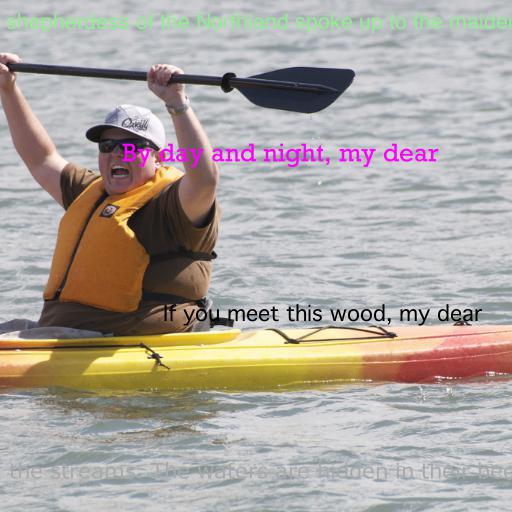 shepherdess of the Northland spoke up to the maiden
O'Neill
By day and night, my dear
If you meet this wood, my dear
the streams. The waters are hidden in their